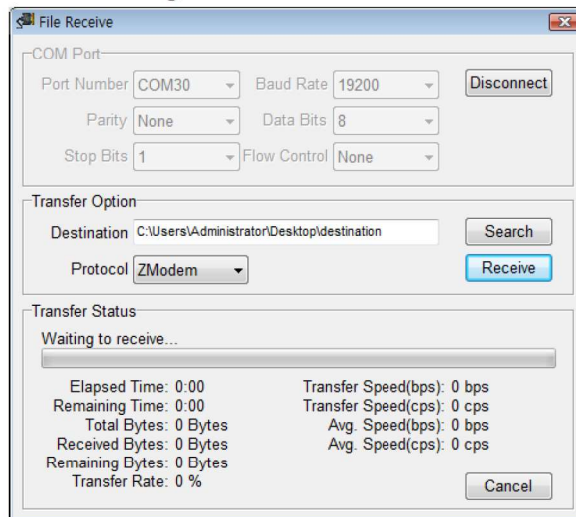 File Receive
COM Port
Port Number COM30 Baud Rate 19200 Disconnect
Parity None Data Bits 8
Stop Bits 1 Flow Control None
Transfer Option
Destination C:\Users\Administrator\Desktop\destination Search
Protocol ZModem Receive
Transfer Status
Waiting to receive...
Elapsed Time: 0:00 Transfer Speed(bps): 0 bps
Remaining Time: 0:00 Transfer Speed(cps): 0 cps
Total Bytes: 0 Bytes Avg. Speed(bps): 0 bps
Received Bytes: 0 Bytes Avg. Speed(cps): 0 cps
Remaining Bytes: 0 Bytes
Transfer Rate: 0 % Cancel